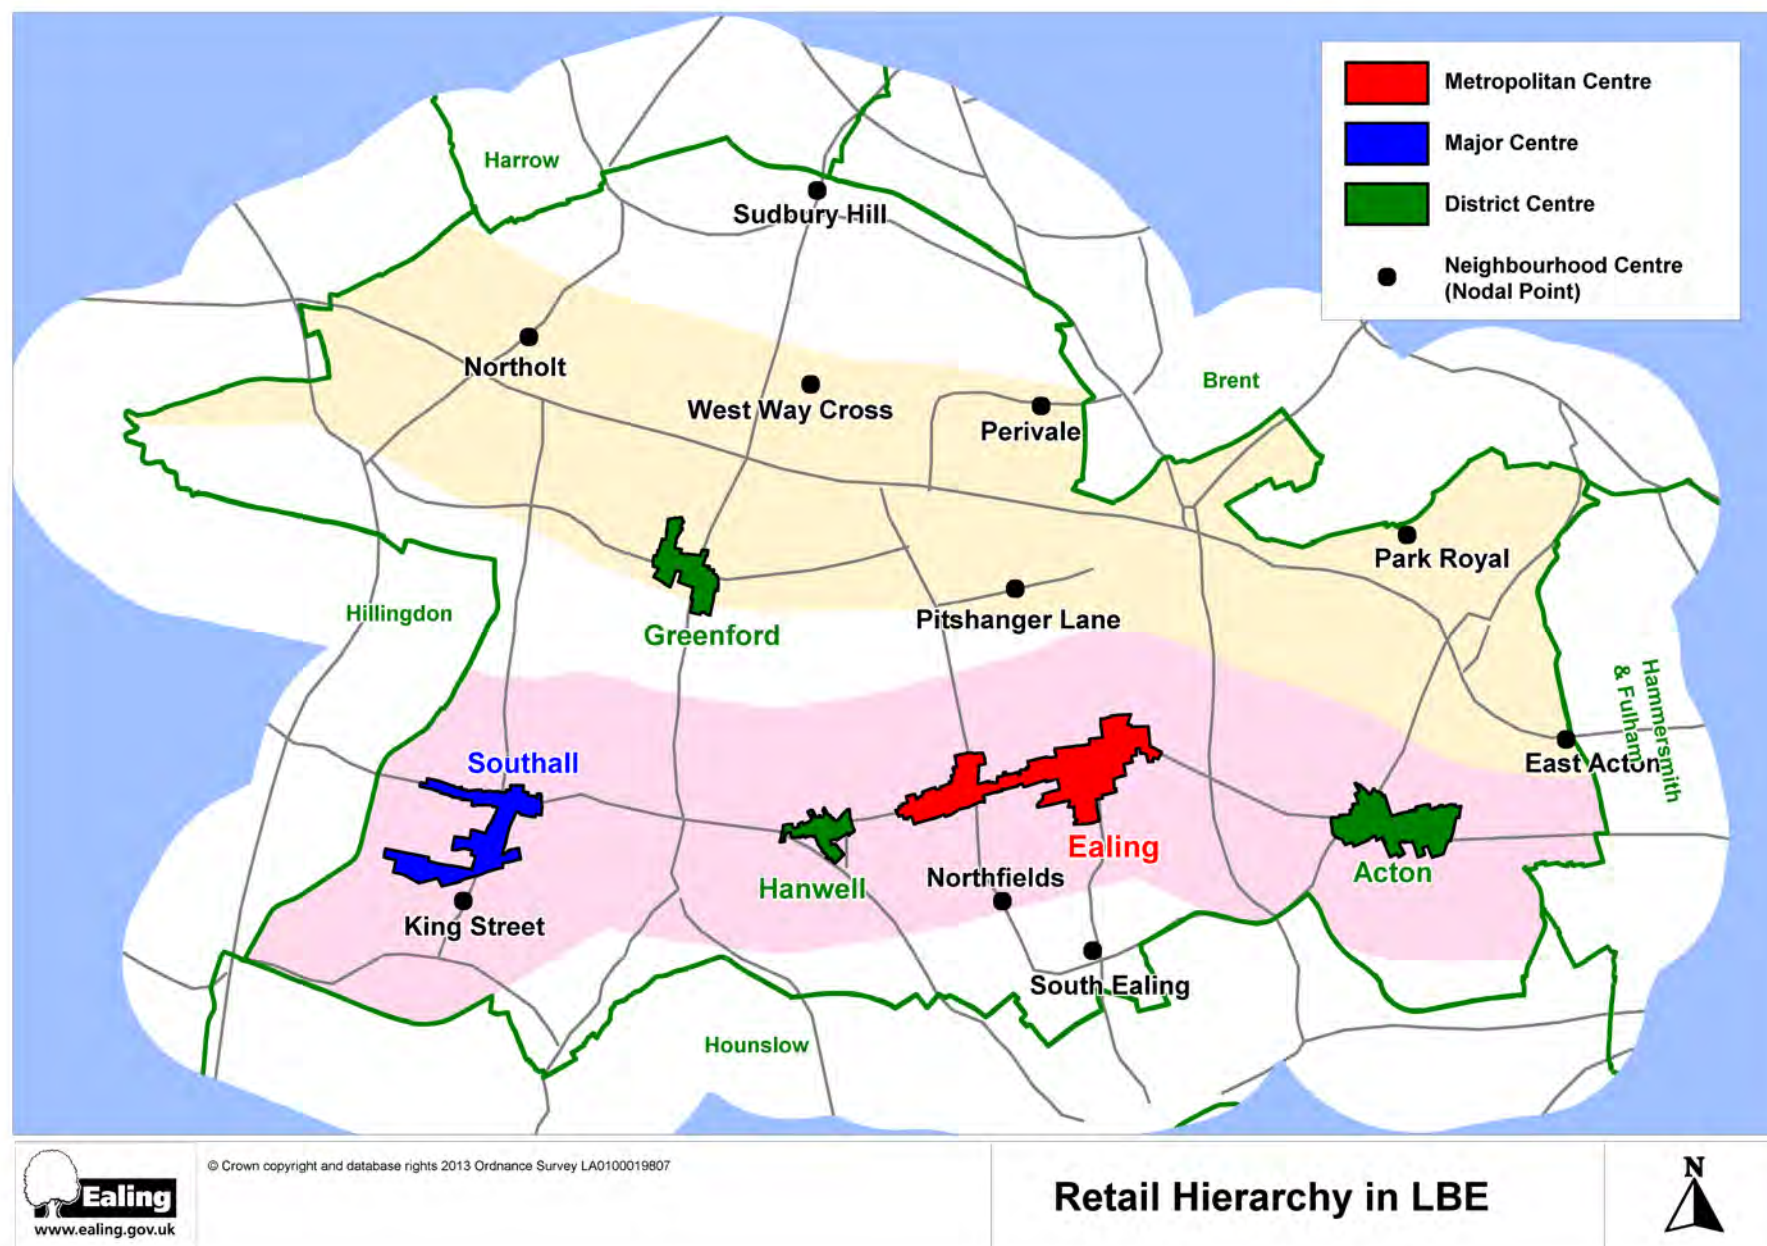 Metropolitan Centre
Major Centre
District Centre
Neighbourhood Centre
(Nodal Point)
Harrow
Sudbury Hill
Northolt
West Way Cross
Perivale
Brent
Park Royal
Hillingdon
Greenford
Pitshanger Lane
Hammersmith
& Fulham
East Acton
Southall
Ealing
Acton
Hanwell
Northfields
King Street
South Ealing
Hounslow
Ealing
www.ealing.gov.uk
© Crown copyright and database rights 2013 Ordnance Survey LA0100019807
Retail Hierarchy in LBE
N